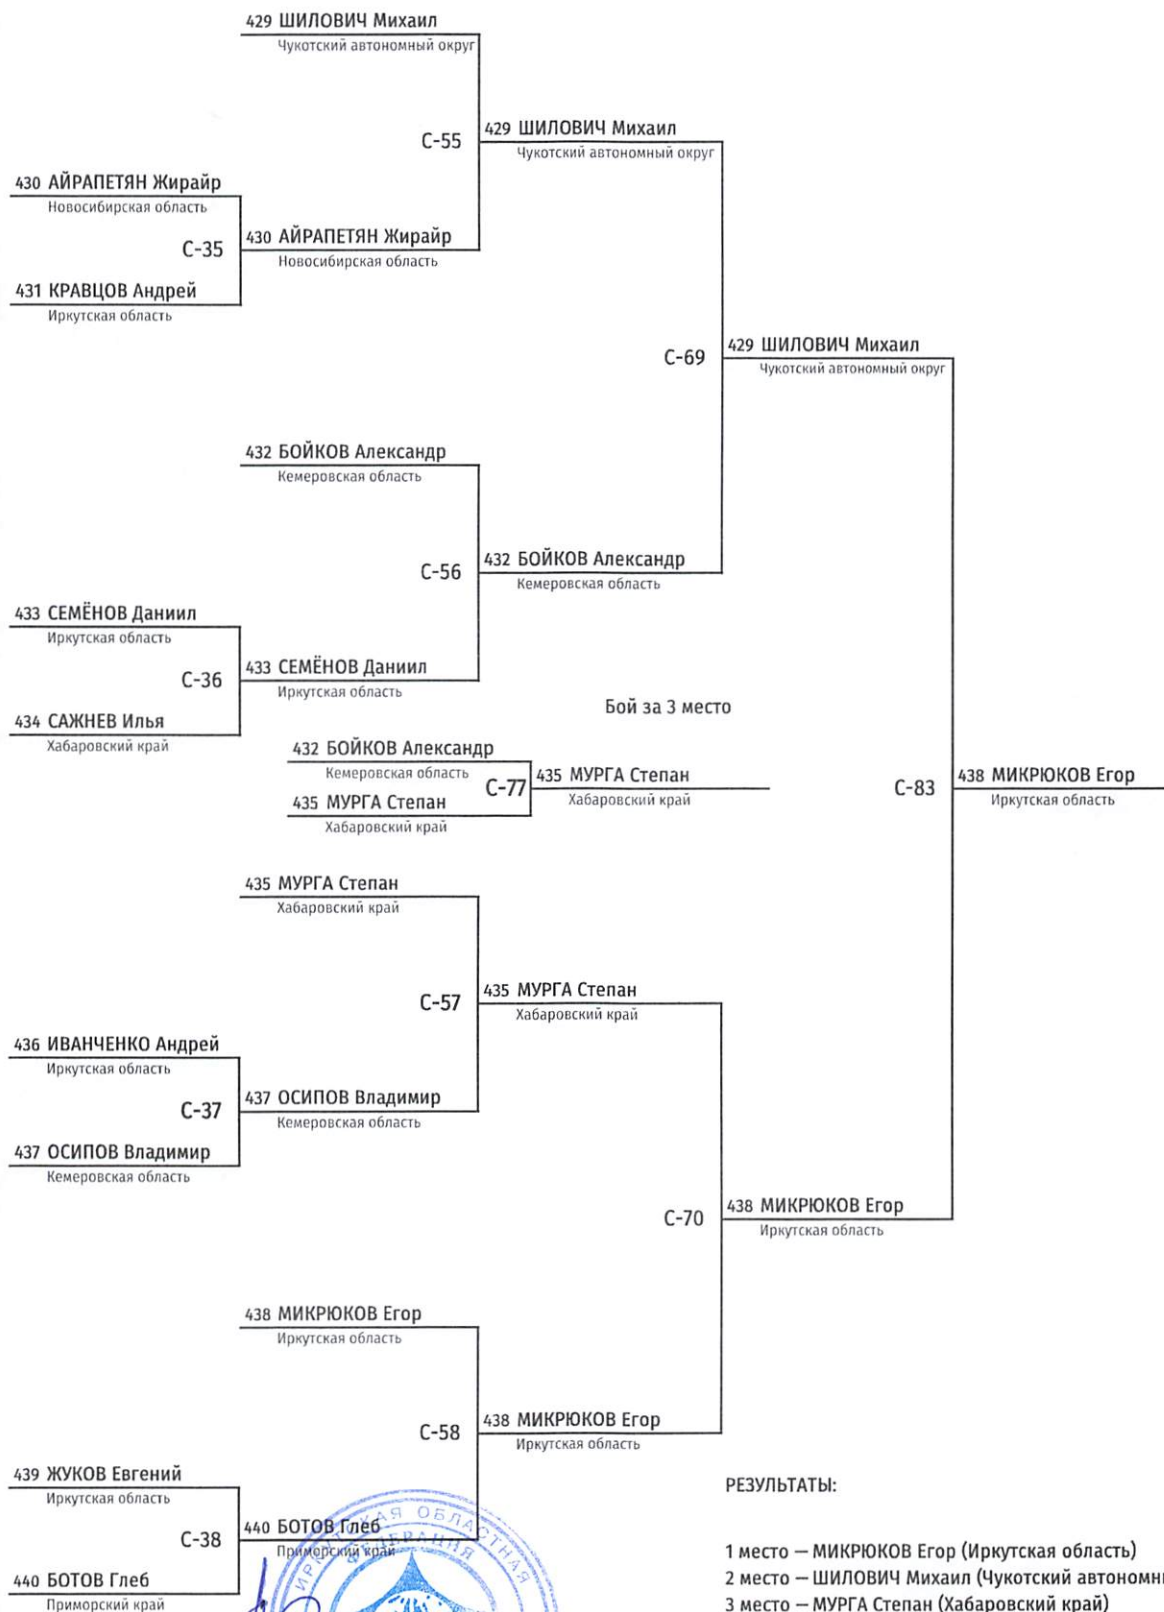 429 ШИЛОВИЧ Михаил
Чукотский автономный округ
С-55
429 ШИЛОВИЧ Михаил
Чукотский автономный округ
430 АЙРАПЕТЯН Жирайр
Новосибирская область
С-35
430 АЙРАПЕТЯН Жирайр
Новосибирская область
431 КРАВЦОВ Андрей
Иркутская область
С-69
429 ШИЛОВИЧ Михаил
Чукотский автономный округ
432 БОЙКОВ Александр
Кемеровская область
С-56
432 БОЙКОВ Александр
Кемеровская область
433 СЕМЁНОВ Даниил
Иркутская область
С-36
433 СЕМЁНОВ Даниил
Иркутская область
434 САЖНЕВ Илья
Хабаровский край
Бой за 3 место
432 БОЙКОВ Александр
Кемеровская область
С-77
435 МУРГА Степан
Хабаровский край
435 МУРГА Степан
Хабаровский край
С-83
438 МИКРЮКОВ Егор
Иркутская область
435 МУРГА Степан
Хабаровский край
С-57
435 МУРГА Степан
Хабаровский край
436 ИВАНЧЕНКО Андрей
Иркутская область
С-37
437 ОСИПОВ Владимир
Кемеровская область
437 ОСИПОВ Владимир
Кемеровская область
С-70
438 МИКРЮКОВ Егор
Иркутская область
438 МИКРЮКОВ Егор
Иркутская область
С-58
438 МИКРЮКОВ Егор
Иркутская область
439 ЖУКОВ Евгений
Иркутская область
С-38
440 БОТОВ Глеб
Приморский край
440 БОТОВ Глеб
Приморский край
ИРКУТСКАЯ ОБЛАСТНАЯ
ФЕДЕРАЦИЯ
РЕЗУЛЬТАТЫ:
1 место — МИКРЮКОВ Егор (Иркутская область)
2 место — ШИЛОВИЧ Михаил (Чукотский автономн
3 место — МУРГА Степан (Хабаровский край)